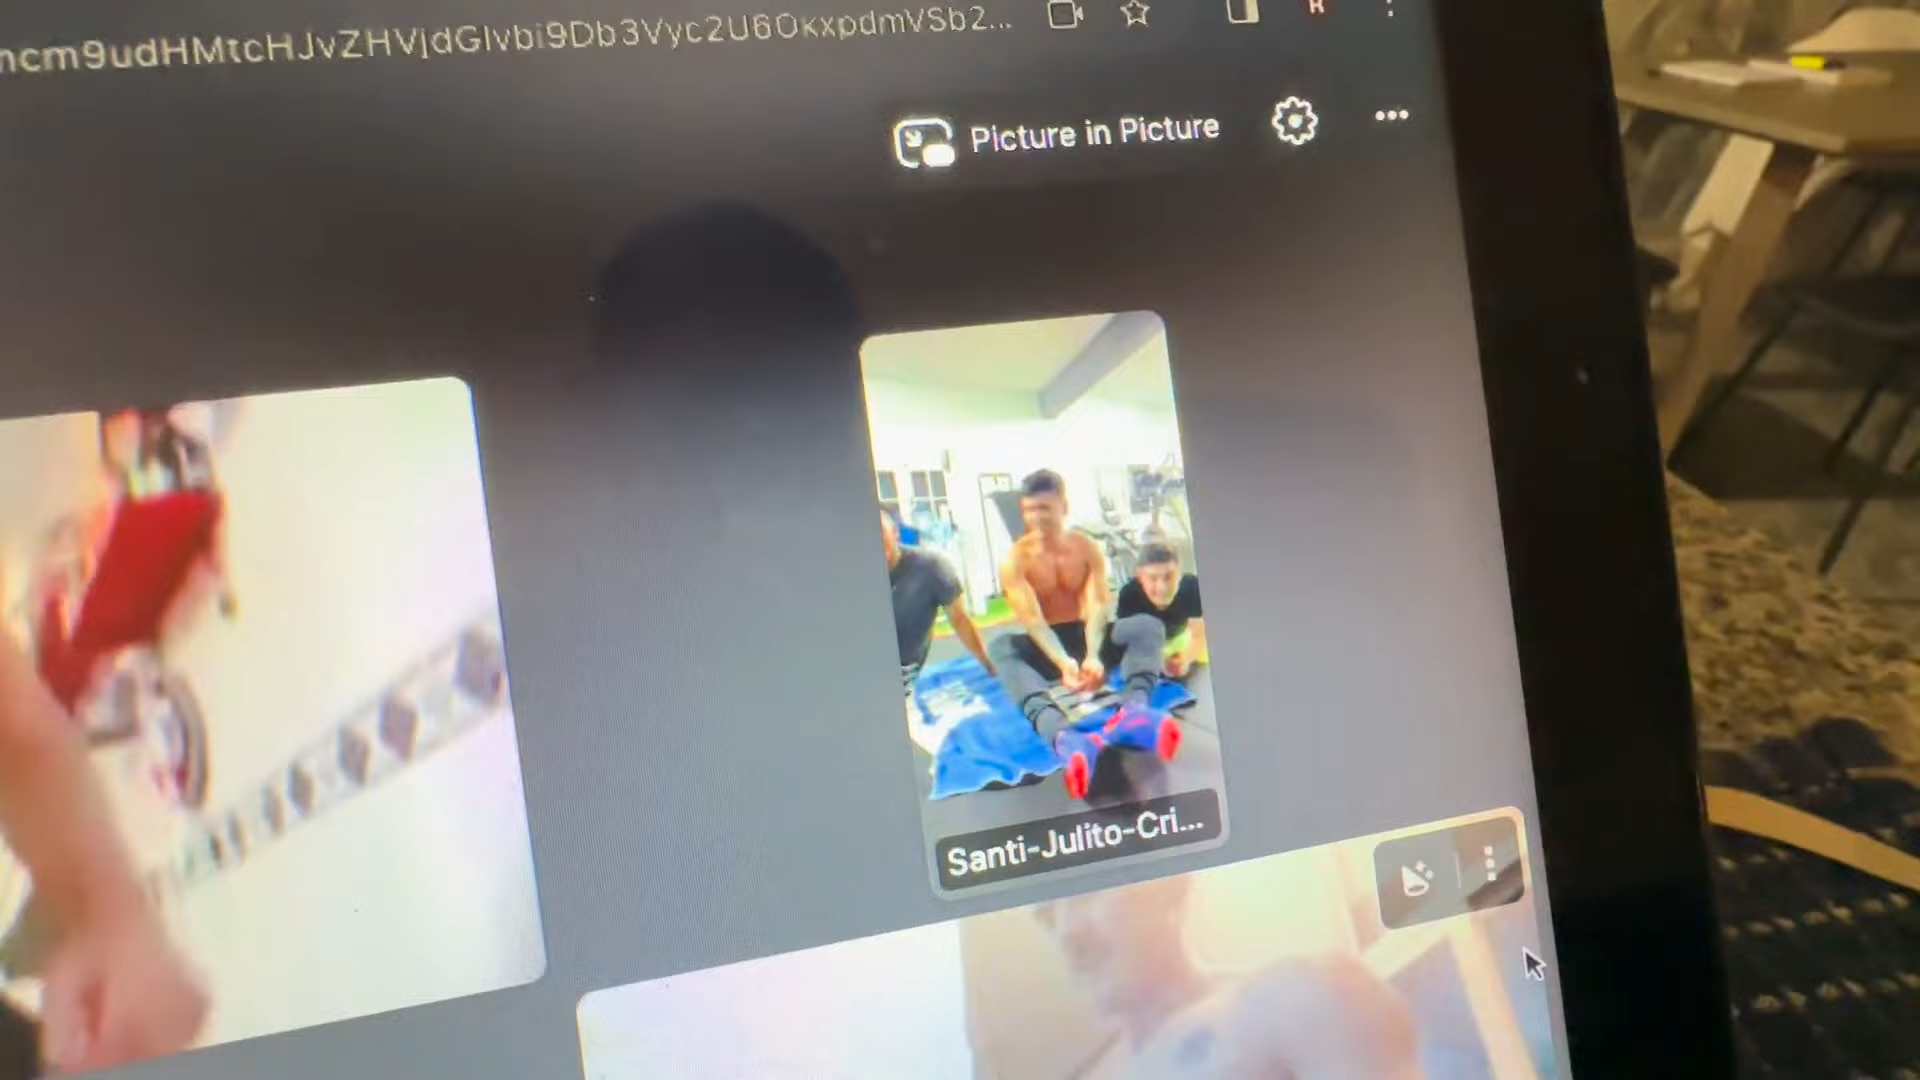 ncm9udHMtcHJvZHVjdGlvbi9Db3Vyc2U6OkxpdmVSb2...
Picture in Picture
Santi-Julito-Cri...